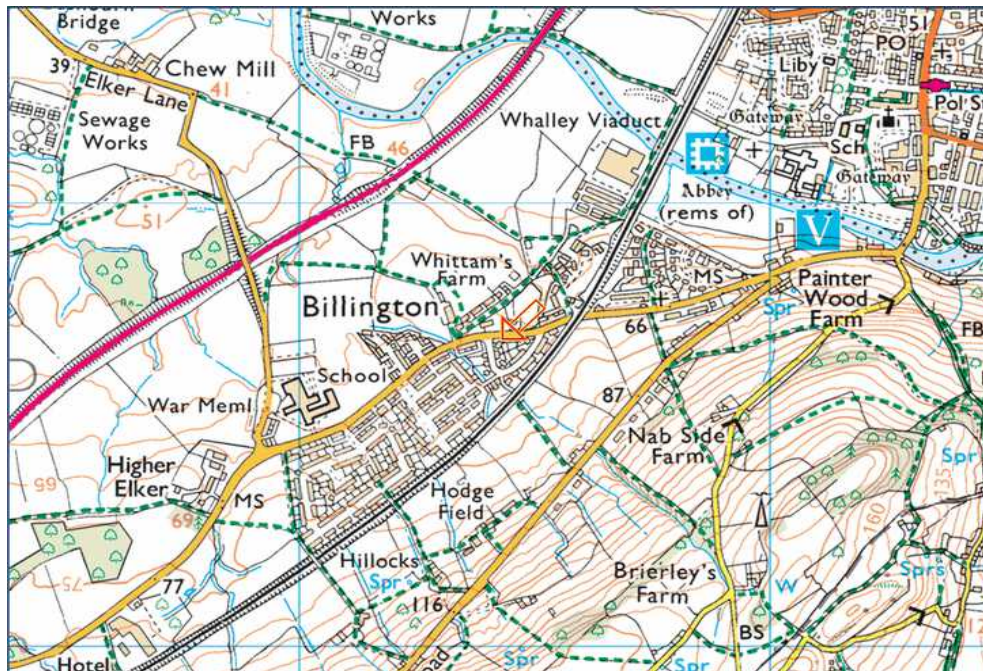 Bridge
Works
39
Elker Lane
Chew Mill
41
Sewage
Works
FB
46
51
Whalley Viaduct
Liby
PO
51
Pol St
Gateway
Sch
Gateway
Abbey
(rems of)
V
Whittam's
Farm
Billington
MS
66
Painter
Wood
Farm
Spr
FB
School
War Meml
87
Nab Side
Farm
Higher
Elker
MS
65
69
Hodge
Field
Spr
135
160
Hillocks
Spr
Brierley's
Farm
W
Sprs
75
77
116
BS
12
Hotel
Road
Spr
Spr